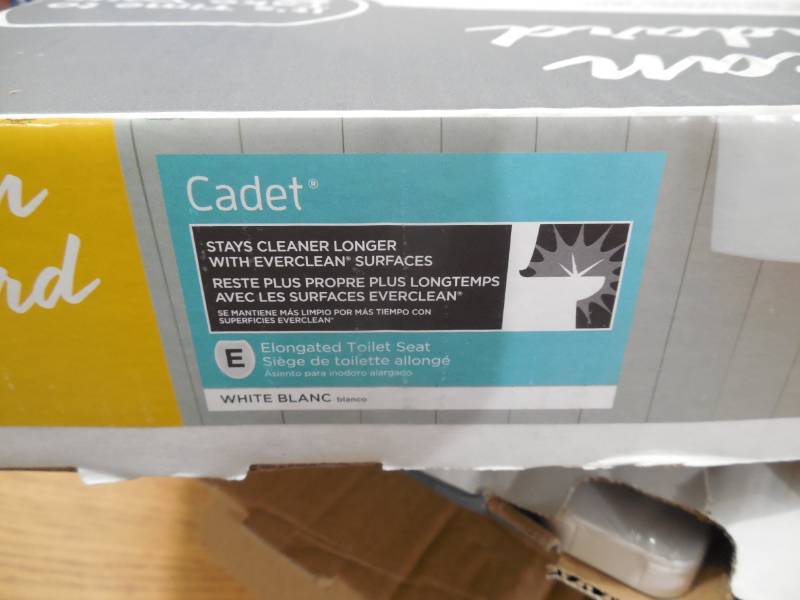 Cadet®
STAYS CLEANER LONGER
WITH EVERCLEAN® SURFACES
RESTE PLUS PROPRE PLUS LONGTEMPS
AVEC LES SURFACES EVERCLEAN®
SE MANTIENE MÁS LIMPIO POR MÁS TIEMPO CON
SUPERFICIES EVERCLEAN®
E
Elongated Toilet Seat
Siège de toilette allongé
Asiento para inodoro alargado
WHITE BLANC blanco